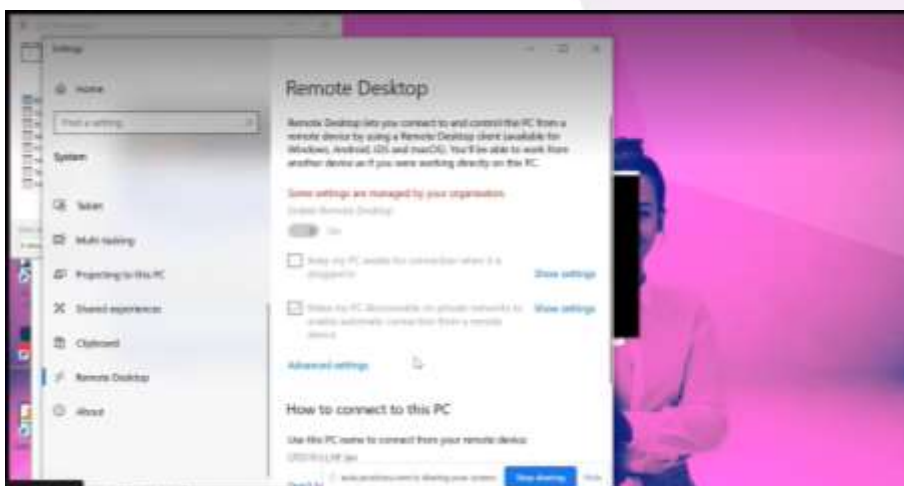 Settings
Home
Find a setting
System
Tablet
Multi-tasking
Projecting to this PC
Shared experiences
Clipboard
Remote Desktop
About
Remote Desktop
Remote Desktop lets you connect to and control this PC from a
remote device by using a Remote Desktop client (available for
Windows, Android, iOS and macOS). You'll be able to work from
another device as if you were working directly on this PC.
Some settings are managed by your organisation.
Enable Remote Desktop
On
Keep my PC awake for connection when it is
plugged in
Show settings
Make my PC discoverable on private networks to
enable automatic connection from a remote
device
Show settings
Advanced settings
How to connect to this PC
Use this PC name to connect from your remote device:
is sharing your screen.
Stop sharing
Hide